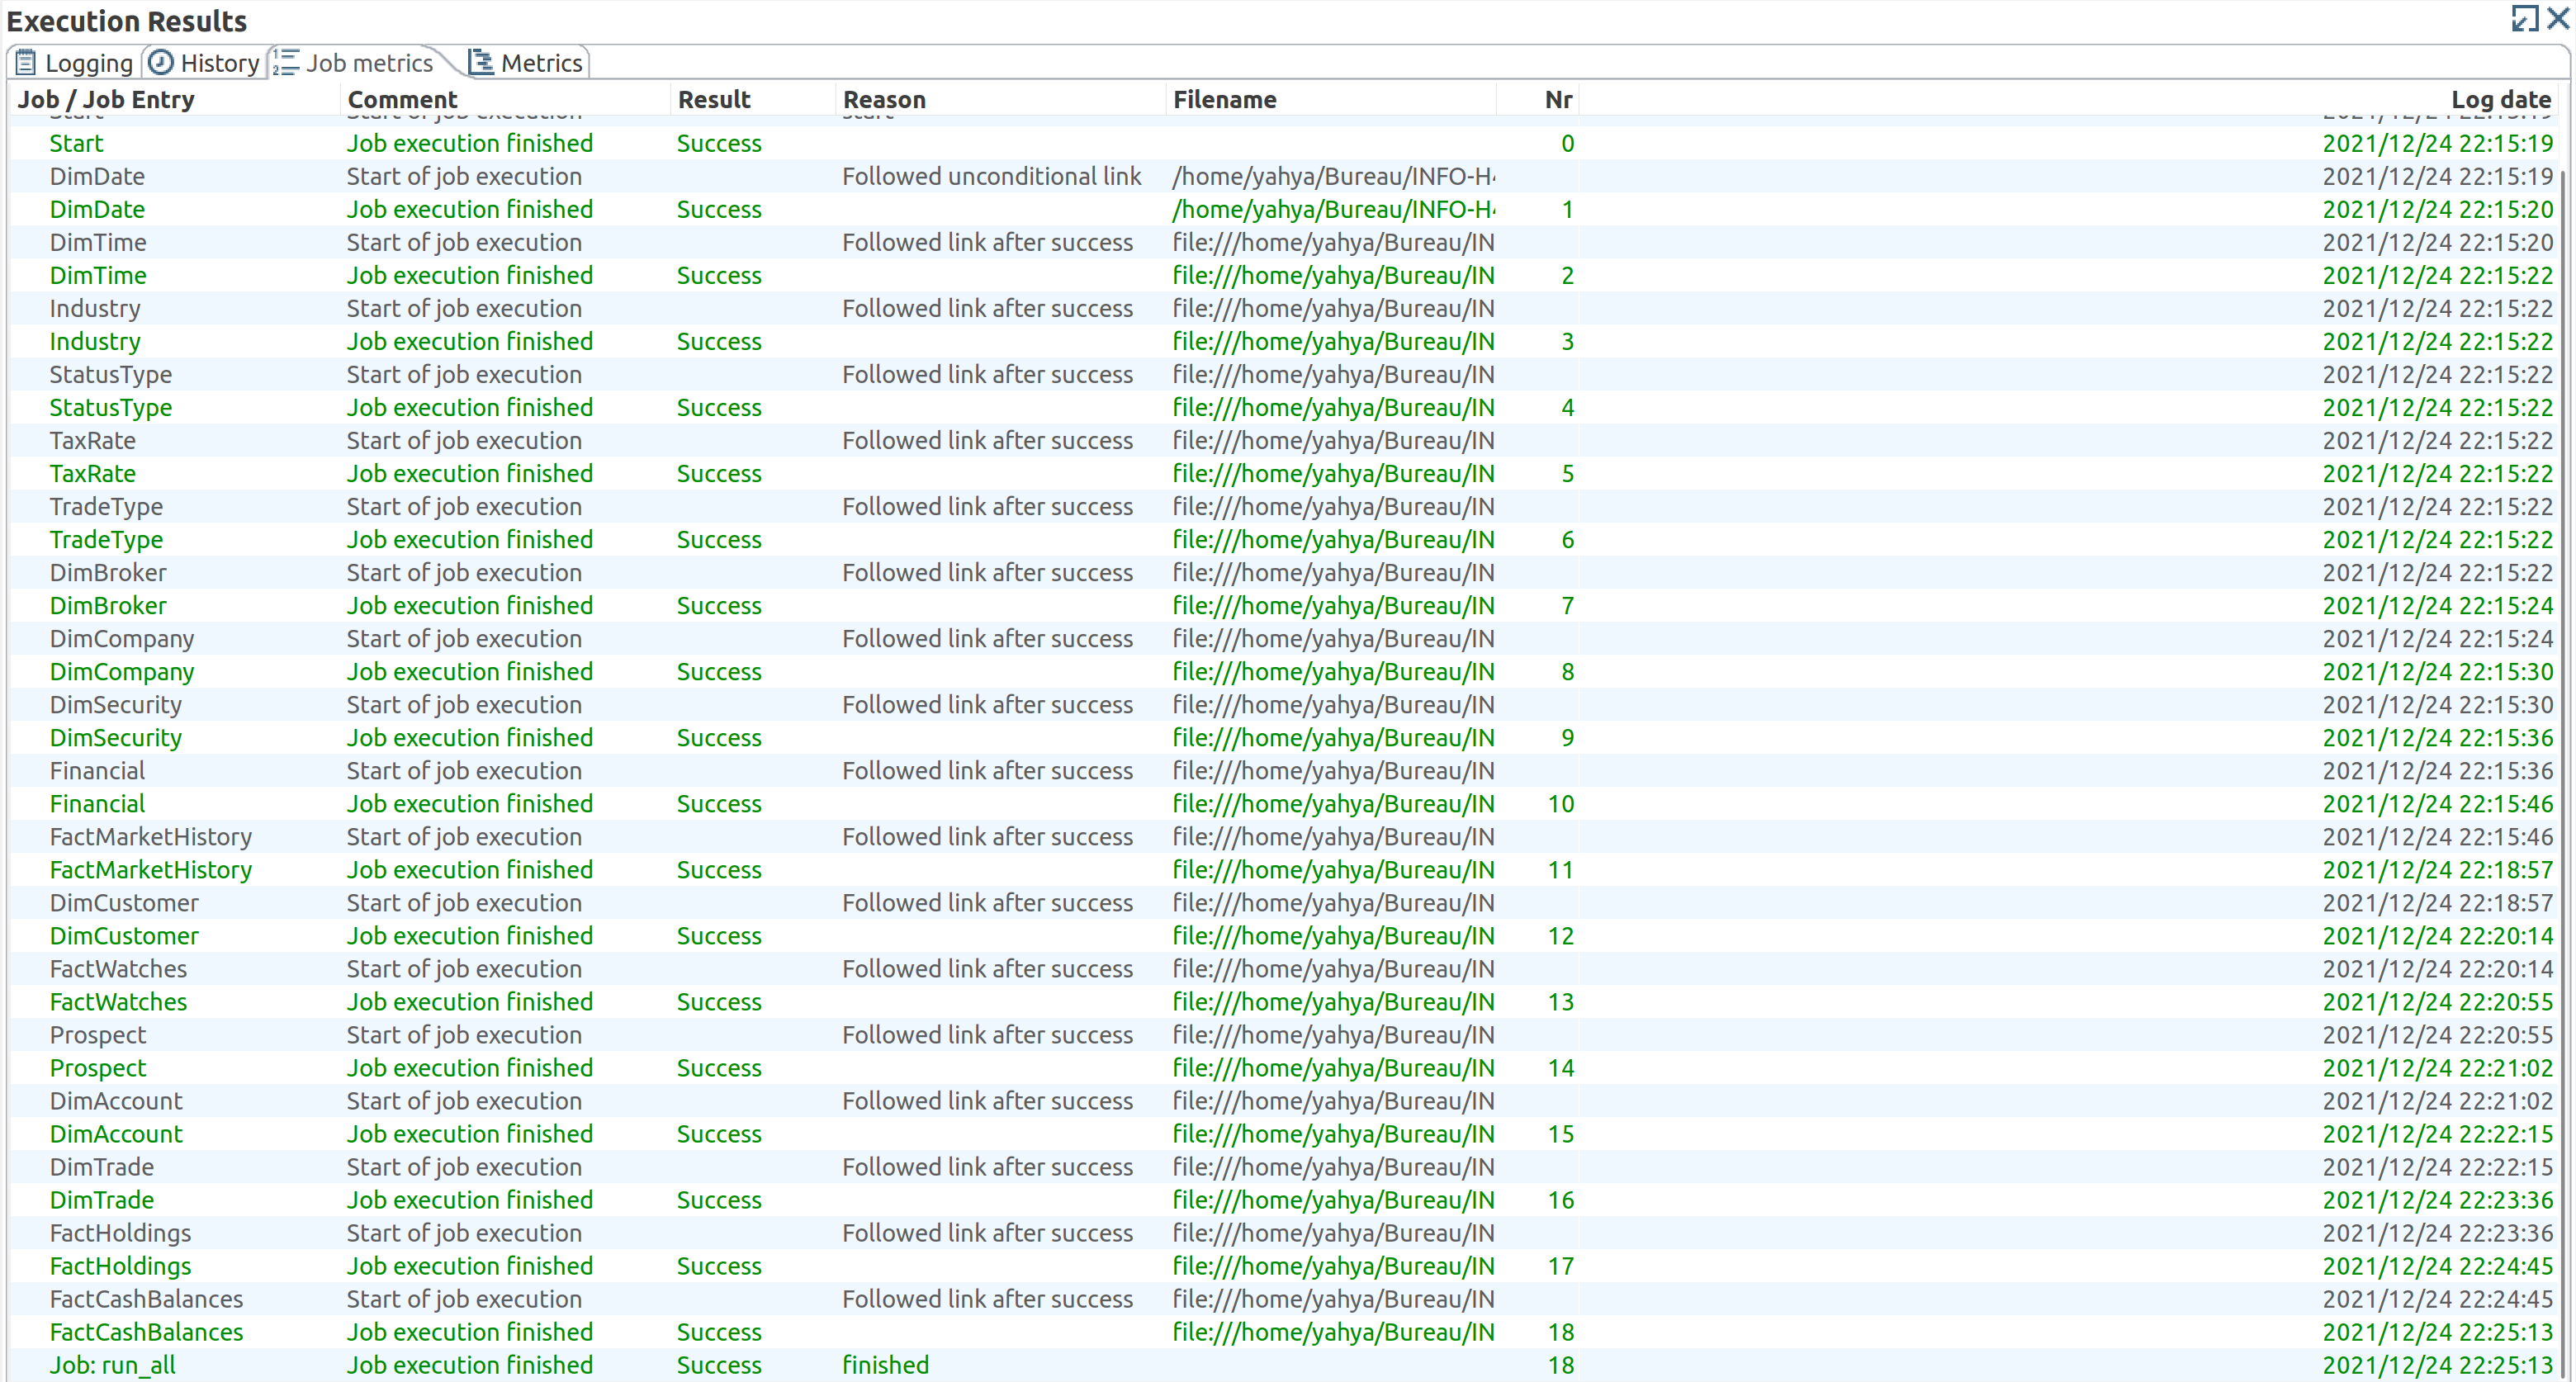 Execution Results
Logging History Job metrics Metrics
Job / Job Entry Comment Result Reason Filename Nr Log date
Start Start of job execution start 2021/12/24 22:15:19
Start Job execution finished Success 0 2021/12/24 22:15:19
DimDate Start of job execution Followed unconditional link /home/yahya/Bureau/INFO-H 2021/12/24 22:15:19
DimDate Job execution finished Success /home/yahya/Bureau/INFO-H 1 2021/12/24 22:15:20
DimTime Start of job execution Followed link after success file:///home/yahya/Bureau/IN 2021/12/24 22:15:20
DimTime Job execution finished Success file:///home/yahya/Bureau/IN 2 2021/12/24 22:15:22
Industry Start of job execution Followed link after success file:///home/yahya/Bureau/IN 2021/12/24 22:15:22
Industry Job execution finished Success file:///home/yahya/Bureau/IN 3 2021/12/24 22:15:22
StatusType Start of job execution Followed link after success file:///home/yahya/Bureau/IN 2021/12/24 22:15:22
StatusType Job execution finished Success file:///home/yahya/Bureau/IN 4 2021/12/24 22:15:22
TaxRate Start of job execution Followed link after success file:///home/yahya/Bureau/IN 2021/12/24 22:15:22
TaxRate Job execution finished Success file:///home/yahya/Bureau/IN 5 2021/12/24 22:15:22
TradeType Start of job execution Followed link after success file:///home/yahya/Bureau/IN 2021/12/24 22:15:22
TradeType Job execution finished Success file:///home/yahya/Bureau/IN 6 2021/12/24 22:15:22
DimBroker Start of job execution Followed link after success file:///home/yahya/Bureau/IN 2021/12/24 22:15:22
DimBroker Job execution finished Success file:///home/yahya/Bureau/IN 7 2021/12/24 22:15:24
DimCompany Start of job execution Followed link after success file:///home/yahya/Bureau/IN 2021/12/24 22:15:24
DimCompany Job execution finished Success file:///home/yahya/Bureau/IN 8 2021/12/24 22:15:30
DimSecurity Start of job execution Followed link after success file:///home/yahya/Bureau/IN 2021/12/24 22:15:30
DimSecurity Job execution finished Success file:///home/yahya/Bureau/IN 9 2021/12/24 22:15:36
Financial Start of job execution Followed link after success file:///home/yahya/Bureau/IN 2021/12/24 22:15:36
Financial Job execution finished Success file:///home/yahya/Bureau/IN 10 2021/12/24 22:15:46
FactMarketHistory Start of job execution Followed link after success file:///home/yahya/Bureau/IN 2021/12/24 22:15:46
FactMarketHistory Job execution finished Success file:///home/yahya/Bureau/IN 11 2021/12/24 22:18:57
DimCustomer Start of job execution Followed link after success file:///home/yahya/Bureau/IN 2021/12/24 22:18:57
DimCustomer Job execution finished Success file:///home/yahya/Bureau/IN 12 2021/12/24 22:20:14
FactWatches Start of job execution Followed link after success file:///home/yahya/Bureau/IN 2021/12/24 22:20:14
FactWatches Job execution finished Success file:///home/yahya/Bureau/IN 13 2021/12/24 22:20:55
Prospect Start of job execution Followed link after success file:///home/yahya/Bureau/IN 2021/12/24 22:20:55
Prospect Job execution finished Success file:///home/yahya/Bureau/IN 14 2021/12/24 22:21:02
DimAccount Start of job execution Followed link after success file:///home/yahya/Bureau/IN 2021/12/24 22:21:02
DimAccount Job execution finished Success file:///home/yahya/Bureau/IN 15 2021/12/24 22:22:15
DimTrade Start of job execution Followed link after success file:///home/yahya/Bureau/IN 2021/12/24 22:22:15
DimTrade Job execution finished Success file:///home/yahya/Bureau/IN 16 2021/12/24 22:23:36
FactHoldings Start of job execution Followed link after success file:///home/yahya/Bureau/IN 2021/12/24 22:23:36
FactHoldings Job execution finished Success file:///home/yahya/Bureau/IN 17 2021/12/24 22:24:45
FactCashBalances Start of job execution Followed link after success file:///home/yahya/Bureau/IN 2021/12/24 22:24:45
FactCashBalances Job execution finished Success file:///home/yahya/Bureau/IN 18 2021/12/24 22:25:13
Job: run_all Job execution finished Success finished 18 2021/12/24 22:25:13